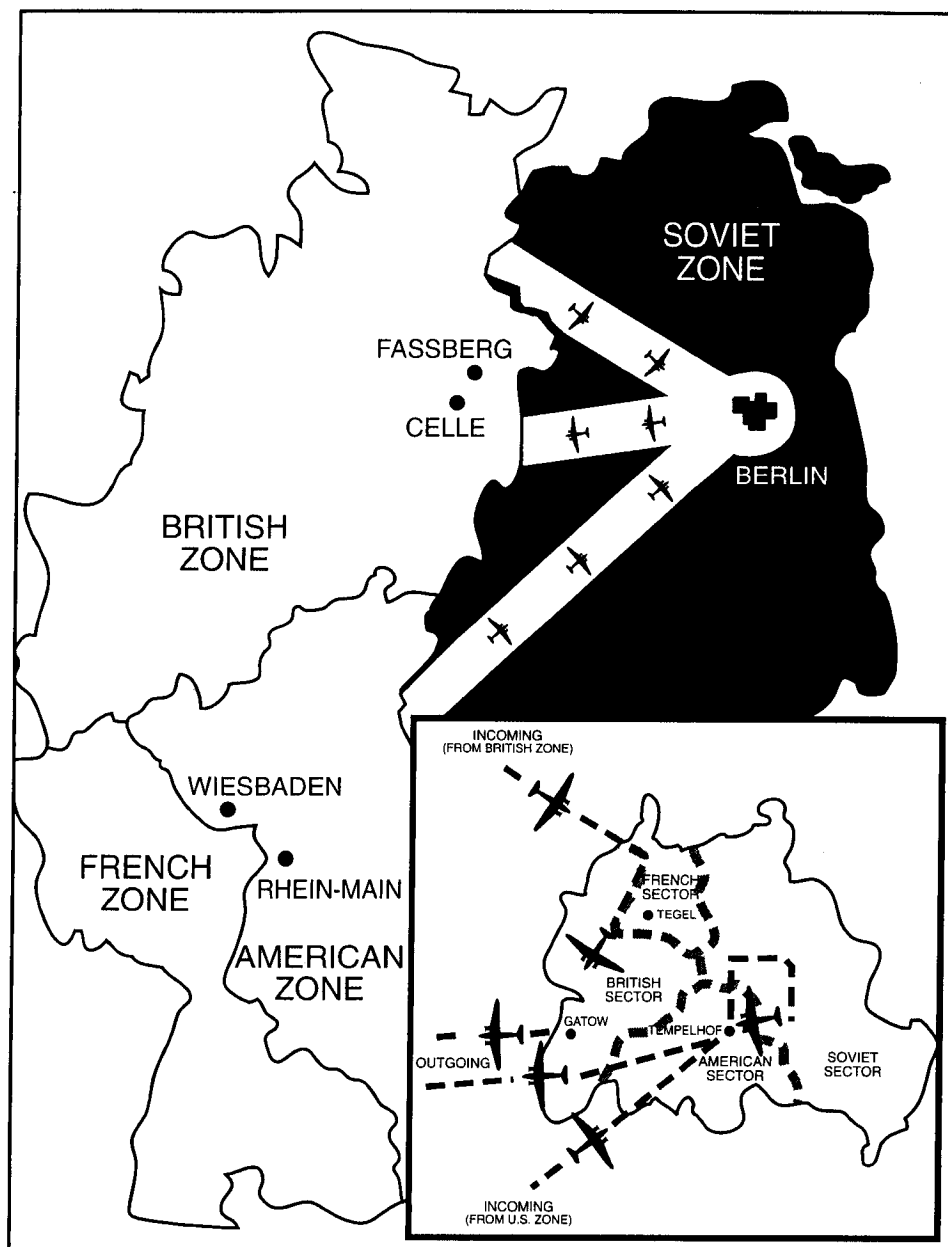 SOVIET
ZONE
FASSBERG
CELLE
BERLIN
BRITISH
ZONE
WIESBADEN
FRENCH
ZONE
RHEIN-MAIN
AMERICAN
ZONE
INCOMING
(FROM BRITISH ZONE)
FRENCH
SECTOR
TEGEL
BRITISH
SECTOR
GATOW
TEMPELHOF
OUTGOING
AMERICAN
SECTOR
SOVIET
SECTOR
INCOMING
(FROM U.S. ZONE)